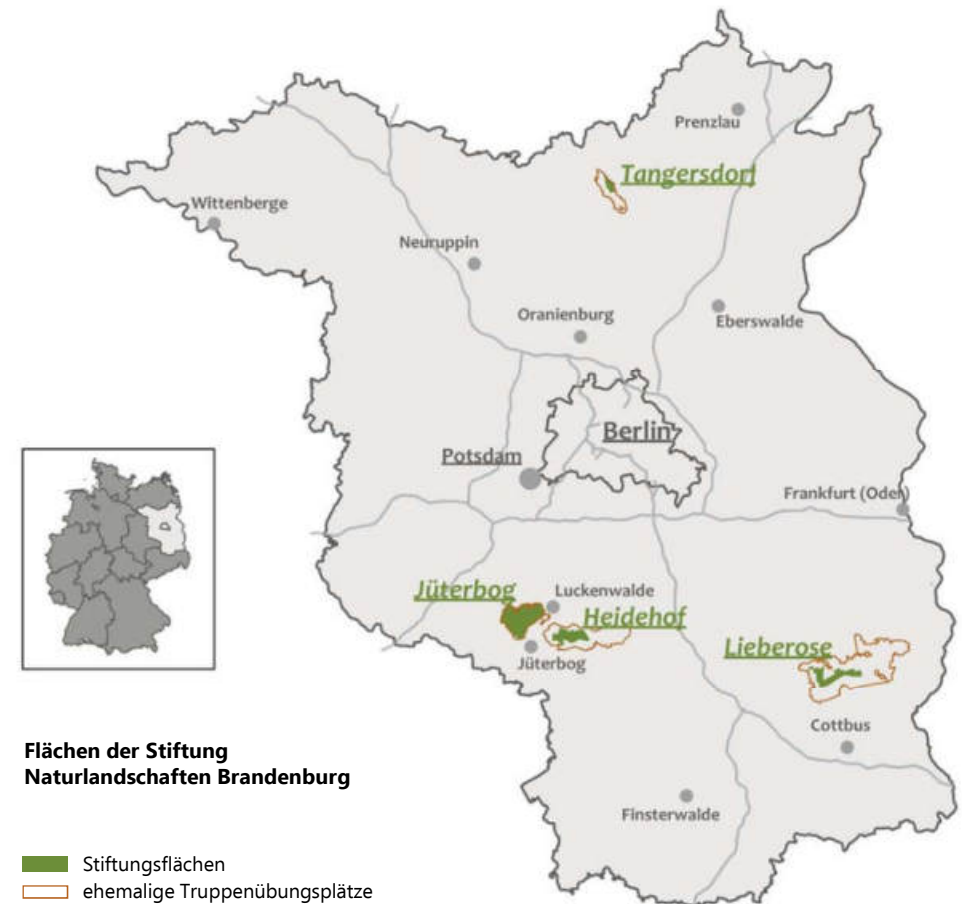 Prenzlau
Tangersdorf
Wittenberge
Neuruppin
Oranienburg
Eberswalde
Berlin
Potsdam
Frankfurt (Oder)
Jüterbog
Luckenwalde
Heidehof
Lieberose
Jüterbog
Cottbus
Finsterwalde
Flächen der Stiftung
Naturlandschaften Brandenburg
Stiftungsflächen
ehemalige Truppenübungsplätze